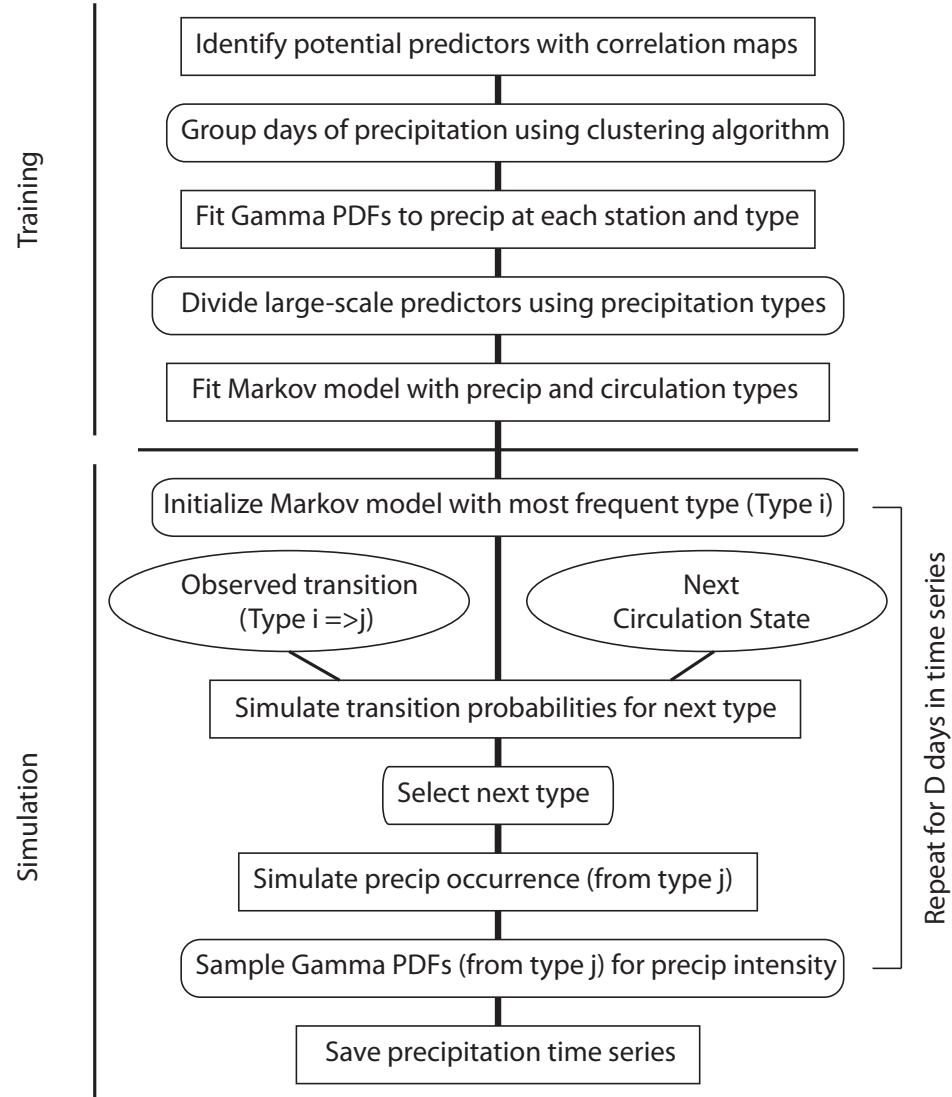 Training
Identify potential predictors with correlation maps
Group days of precipitation using clustering algorithm
Fit Gamma PDFs to precip at each station and type
Divide large-scale predictors using precipitation types
Fit Markov model with precip and circulation types
Simulation
Initialize Markov model with most frequent type (Type i)
Observed transition
(Type i =>j)
Next
Circulation State
Simulate transition probabilities for next type
Select next type
Simulate precip occurrence (from type j)
Sample Gamma PDFs (from type j) for precip intensity
Save precipitation time series
Repeat for D days in time series